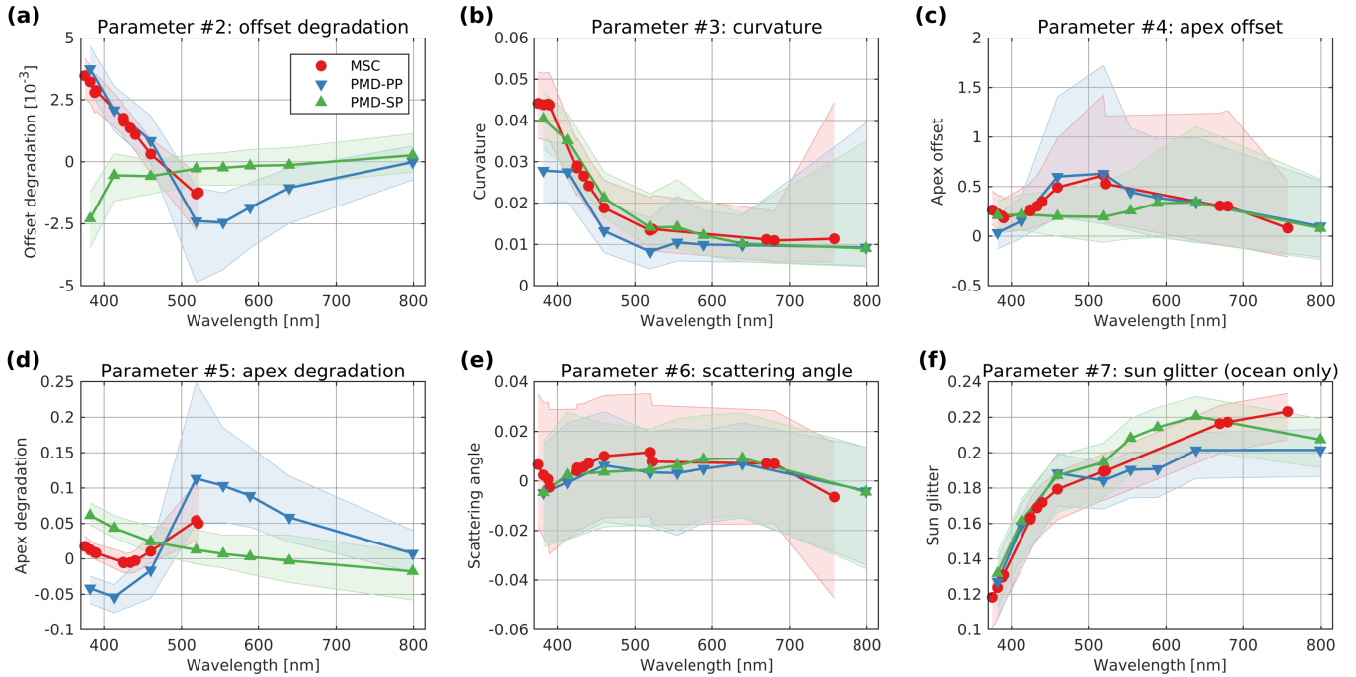 (a) Parameter #2: offset degradation
5
2.5
0
-2.5
-5
Offset degradation [10-3]
MSC
PMD-PP
PMD-SP
400 500 600 700 800
Wavelength [nm]
(b) Parameter #3: curvature
0.06
0.05
0.04
0.03
0.02
0.01
0
Curvature
400 500 600 700 800
Wavelength [nm]
(c) Parameter #4: apex offset
2
1.5
1
0.5
0
-0.5
Apex offset
400 500 600 700 800
Wavelength [nm]
(d) Parameter #5: apex degradation
0.25
0.2
0.15
0.1
0.05
0
-0.05
-0.1
Apex degradation
400 500 600 700 800
Wavelength [nm]
(e) Parameter #6: scattering angle
0.04
0.02
0
-0.02
-0.04
-0.06
Scattering angle
400 500 600 700 800
Wavelength [nm]
(f) Parameter #7: sun glitter (ocean only)
0.24
0.22
0.2
0.18
0.16
0.14
0.12
0.1
Sun glitter
400 500 600 700 800
Wavelength [nm]